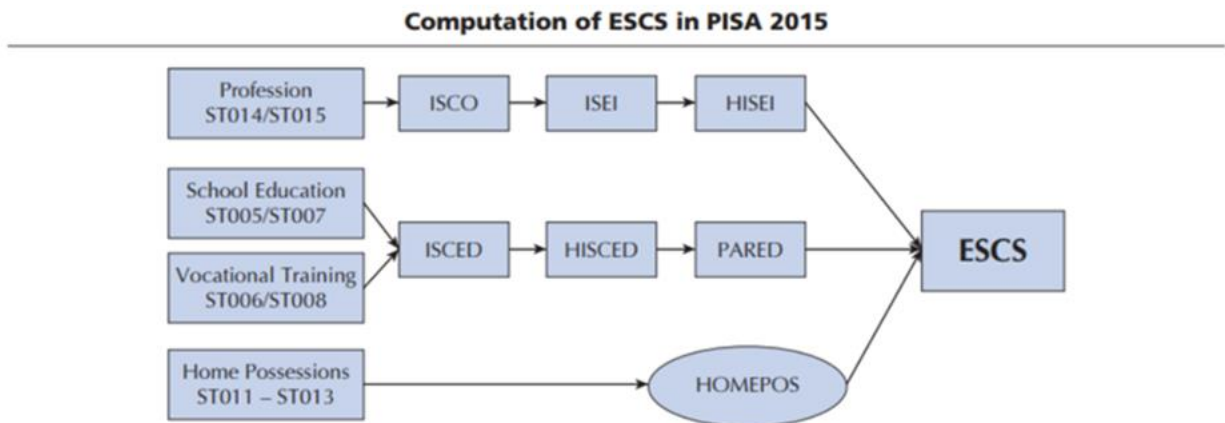 Computation of ESCS in PISA 2015
Profession
ST014/ST015
ISCO
ISEI
HISEI
School Education
ST005/ST007
Vocational Training
ST006/ST008
ISCED
HISCED
PARED
ESCS
Home Possessions
ST011 – ST013
HOMEPOS